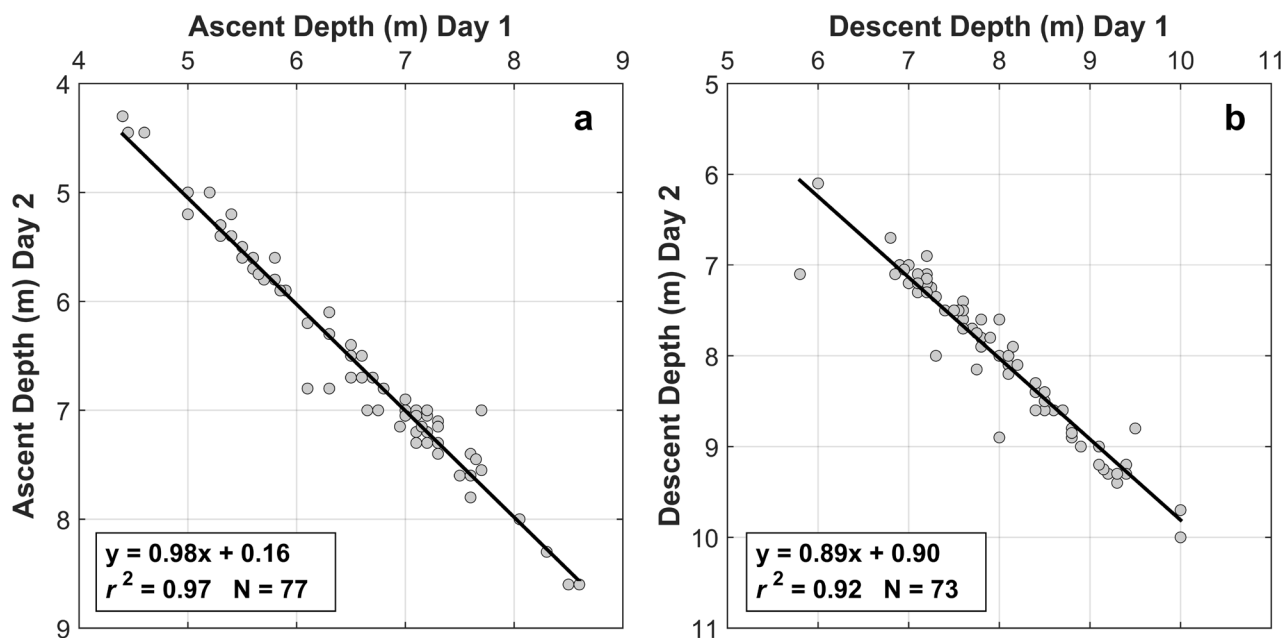 Ascent Depth (m) Day 1
4 5 6 7 8 9
4
5
6
7
8
9
Ascent Depth (m) Day 2
a
y = 0.98x + 0.16
r 2 = 0.97 N = 77
Descent Depth (m) Day 1
5 6 7 8 9 10 11
5
6
7
8
9
10
11
Descent Depth (m) Day 2
b
y = 0.89x + 0.90
r 2 = 0.92 N = 73